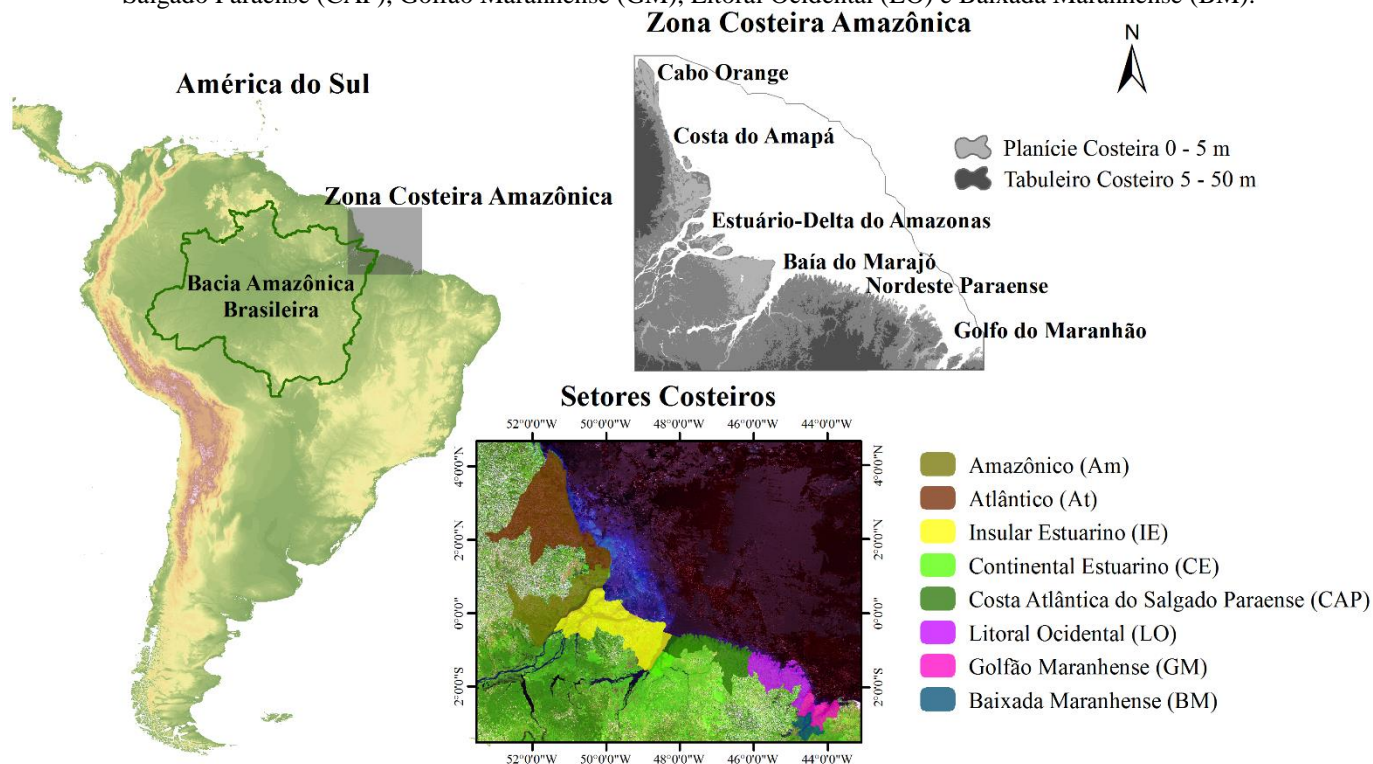 Salgado Paraense (CAP), Golfão Maranhense (GM), Litoral Ocidental (LO) e Baixada Maranhense (BM).
Zona Costeira Amazônica
N
América do Sul
Cabo Orange
Costa do Amapá
Planície Costeira 0 - 5 m
Tabuleiro Costeiro 5 - 50 m
Zona Costeira Amazônica
Estuário-Delta do Amazonas
Baía do Marajó
Bacia Amazônica
Brasileira
Nordeste Paraense
Golfo do Maranhão
Setores Costeiros
52°0'0"W 50°0'0"W 48°0'0"W 46°0'0"W 44°0'0"W
4°0'0"N 4°0'0"N
2°0'0"N 2°0'0"N
0°0'0"N 0°0'0"N
2°0'0"S 2°0'0"S
52°0'0"W 50°0'0"W 48°0'0"W 46°0'0"W 44°0'0"W
Amazônico (Am)
Atlântico (At)
Insular Estuarino (IE)
Continental Estuarino (CE)
Costa Atlântica do Salgado Paraense (CAP)
Litoral Ocidental (LO)
Golfão Maranhense (GM)
Baixada Maranhense (BM)